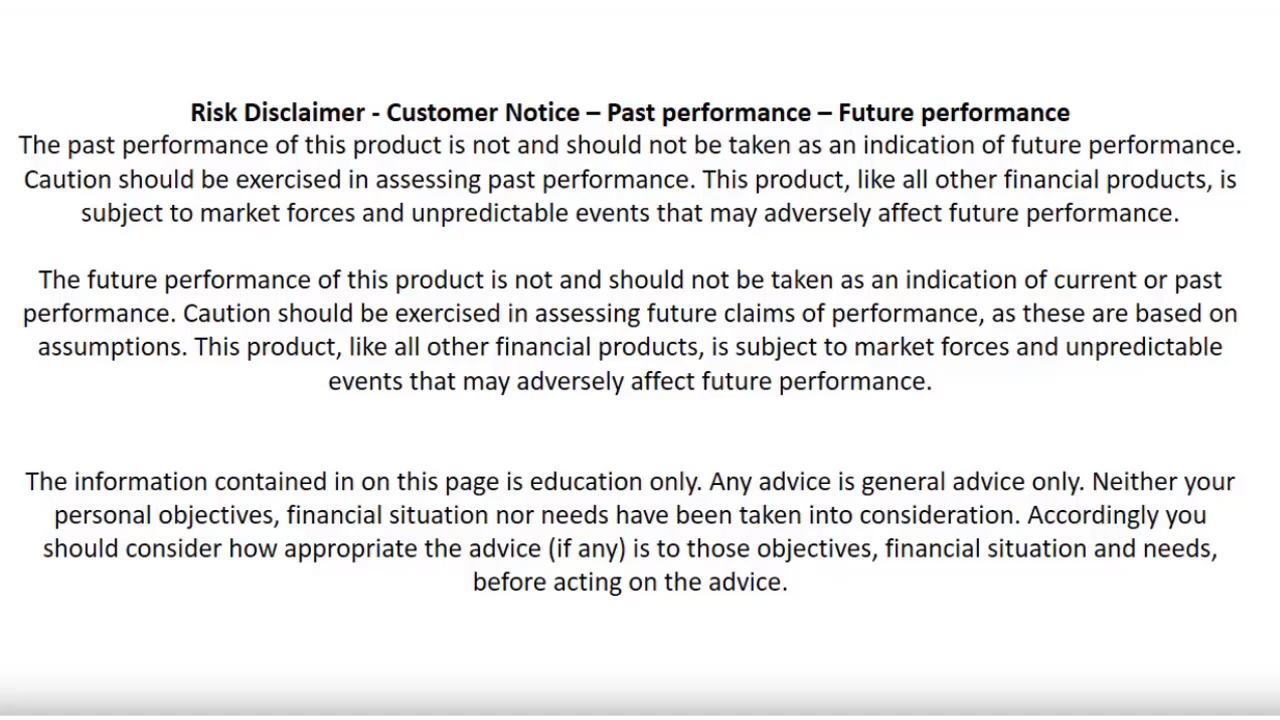 Risk Disclaimer - Customer Notice – Past performance – Future performance
The past performance of this product is not and should not be taken as an indication of future performance.
Caution should be exercised in assessing past performance. This product, like all other financial products, is
subject to market forces and unpredictable events that may adversely affect future performance.
The future performance of this product is not and should not be taken as an indication of current or past
performance. Caution should be exercised in assessing future claims of performance, as these are based on
assumptions. This product, like all other financial products, is subject to market forces and unpredictable
events that may adversely affect future performance.
The information contained in on this page is education only. Any advice is general advice only. Neither your
personal objectives, financial situation nor needs have been taken into consideration. Accordingly you
should consider how appropriate the advice (if any) is to those objectives, financial situation and needs,
before acting on the advice.